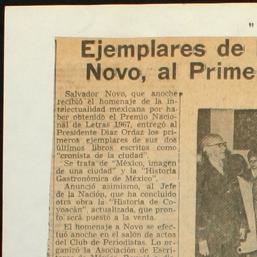 Ejemplares de
Novo, al Prime
Salvador Novo, que anoche
recibió el homenaje de la in-
telectualidad mexicana por ha-
ber obtenido el Premio Nacio-
nal de Letras 1967, entregó al
Presidente Díaz Ordaz los pri-
meros ejemplares de sus dos
últimos libros escritos como
"cronista de la ciudad".
Se trata de "México, imagen
de una ciudad" y la "Historia
Gastronómica de México".
Anunció asimismo, al Jefe
de la Nación, que ha concluido
otra obra la "Historia de Co-
yoacán", actualizada, que pron-
to será puesto a la venta.
El homenaje a Novo se efec-
tuó anoche en el salón de actos
del Club de Periodistas. Lo or-
ganizó la Asociación de Escri-